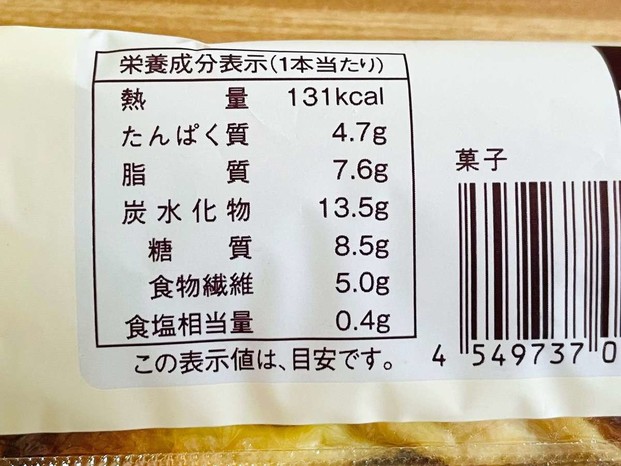 栄養成分表示(1本当たり)
熱量 131kcal
たんぱく質 4.7g
脂質 7.6g
炭水化物 13.5g
糖質 8.5g
食物繊維 5.0g
食塩相当量 0.4g
この表示値は、目安です。
菓子
4 549737 0